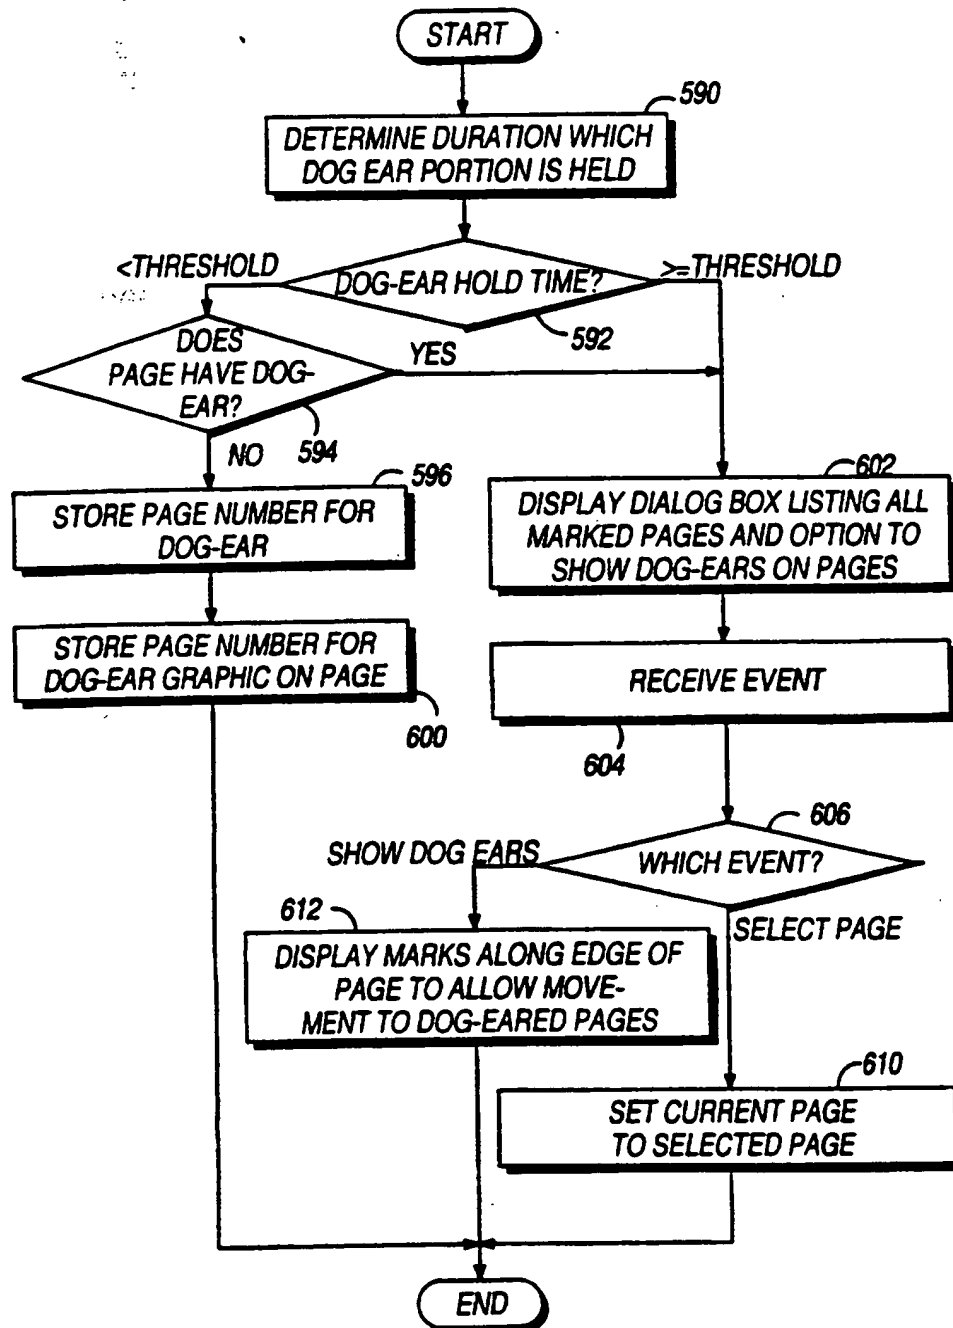 START
590
DETERMINE DURATION WHICH
DOG EAR PORTION IS HELD
<THRESHOLD
DOG-EAR HOLD TIME?
>=THRESHOLD
592
DOES
PAGE HAVE DOG-
EAR?
YES
594
NO
596
STORE PAGE NUMBER FOR
DOG-EAR
602
DISPLAY DIALOG BOX LISTING ALL
MARKED PAGES AND OPTION TO
SHOW DOG-EARS ON PAGES
STORE PAGE NUMBER FOR
DOG-EAR GRAPHIC ON PAGE
600
RECEIVE EVENT
604
606
WHICH EVENT?
SHOW DOG EARS
SELECT PAGE
612
DISPLAY MARKS ALONG EDGE OF
PAGE TO ALLOW MOVE-
MENT TO DOG-EARED PAGES
610
SET CURRENT PAGE
TO SELECTED PAGE
END